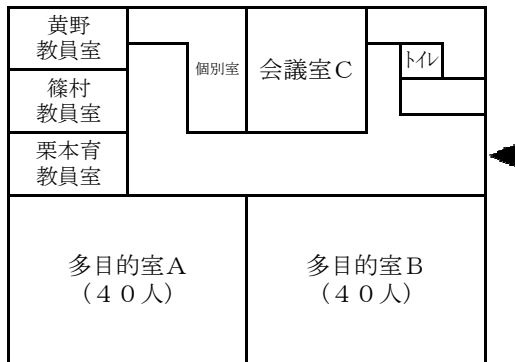 黄野
教員室
個別室
会議室C
トイレ
篠村
教員室
栗本育
教員室
多目的室A
(40人)
多目的室B
(40人)